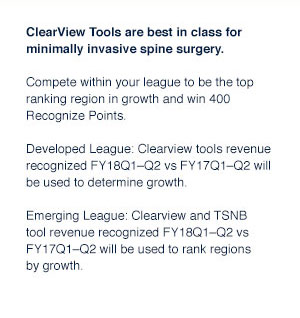 ClearView Tools are best in class for
minimally invasive spine surgery.
Compete within your league to be the top
ranking region in growth and win 400
Recognize Points.
Developed League: Clearview tools revenue
recognized FY18Q1–Q2 vs FY17Q1–Q2 will
be used to determine growth.
Emerging League: Clearview and TSNB
tool revenue recognized FY18Q1–Q2 vs
FY17Q1–Q2 will be used to rank regions
by growth.